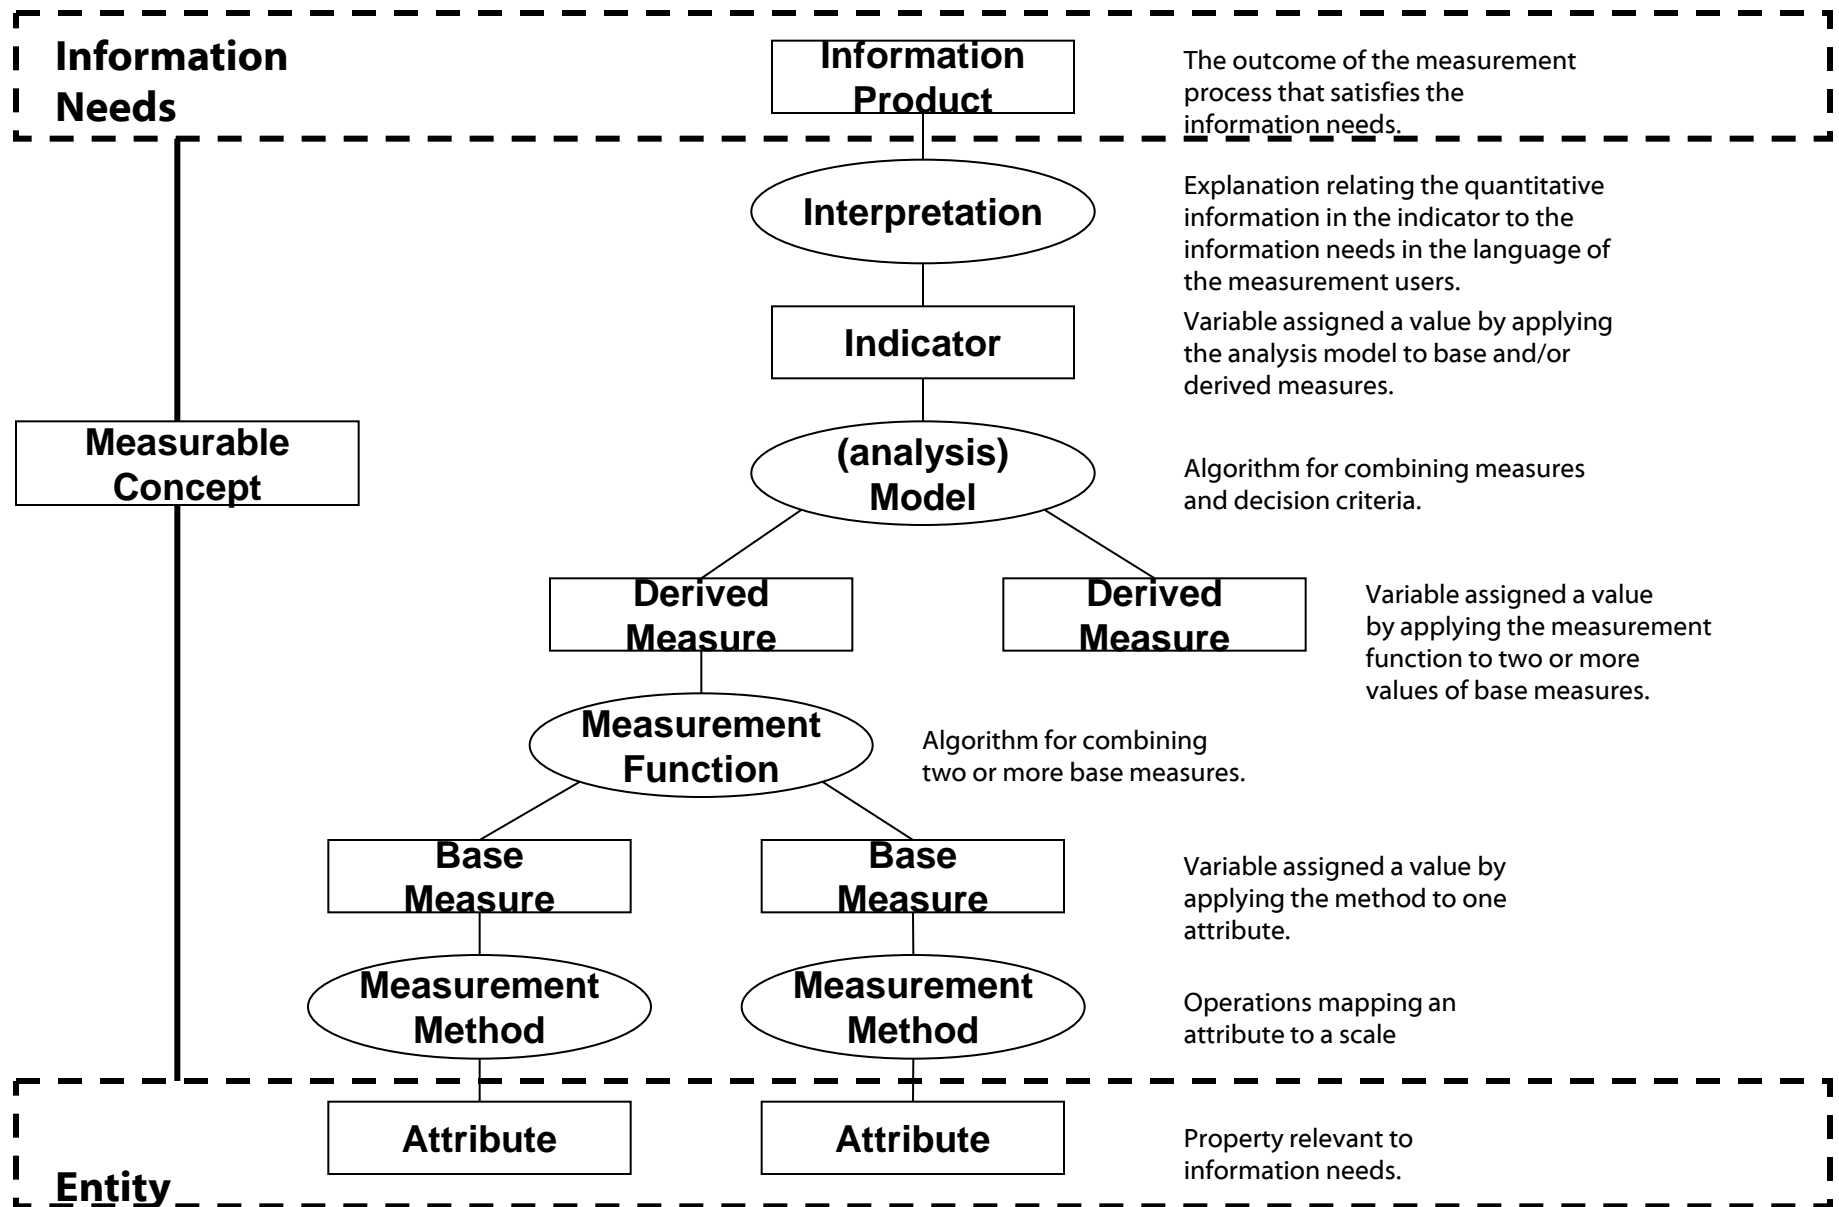 Information
Needs
Information
Product
The outcome of the measurement
process that satisfies the
information needs.
Interpretation
Explanation relating the quantitative
information in the indicator to the
information needs in the language of
the measurement users.
Indicator
Variable assigned a value by applying
the analysis model to base and/or
derived measures.
Measurable
Concept
(analysis)
Model
Algorithm for combining measures
and decision criteria.
Derived
Measure
Derived
Measure
Variable assigned a value
by applying the measurement
function to two or more
values of base measures.
Measurement
Function
Algorithm for combining
two or more base measures.
Base
Measure
Base
Measure
Variable assigned a value by
applying the method to one
attribute.
Measurement
Method
Measurement
Method
Operations mapping an
attribute to a scale
Attribute
Attribute
Property relevant to
information needs.
Entity